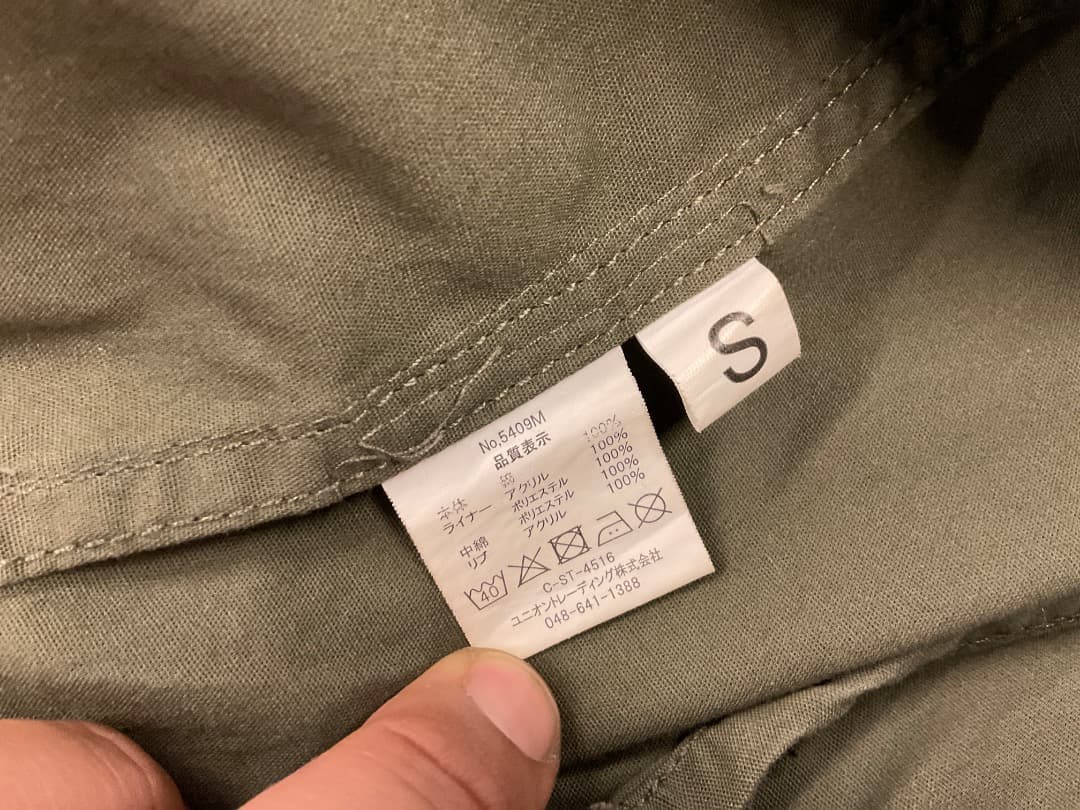 No.5409M
品質表示
本体 綿 100%
ライナー アクリル 100%
ポリエステル 100%
中綿 ポリエステル 100%
リブ アクリル 100%
40
C-ST-4516
ユニオントレーディング株式会社
048-641-1388
S